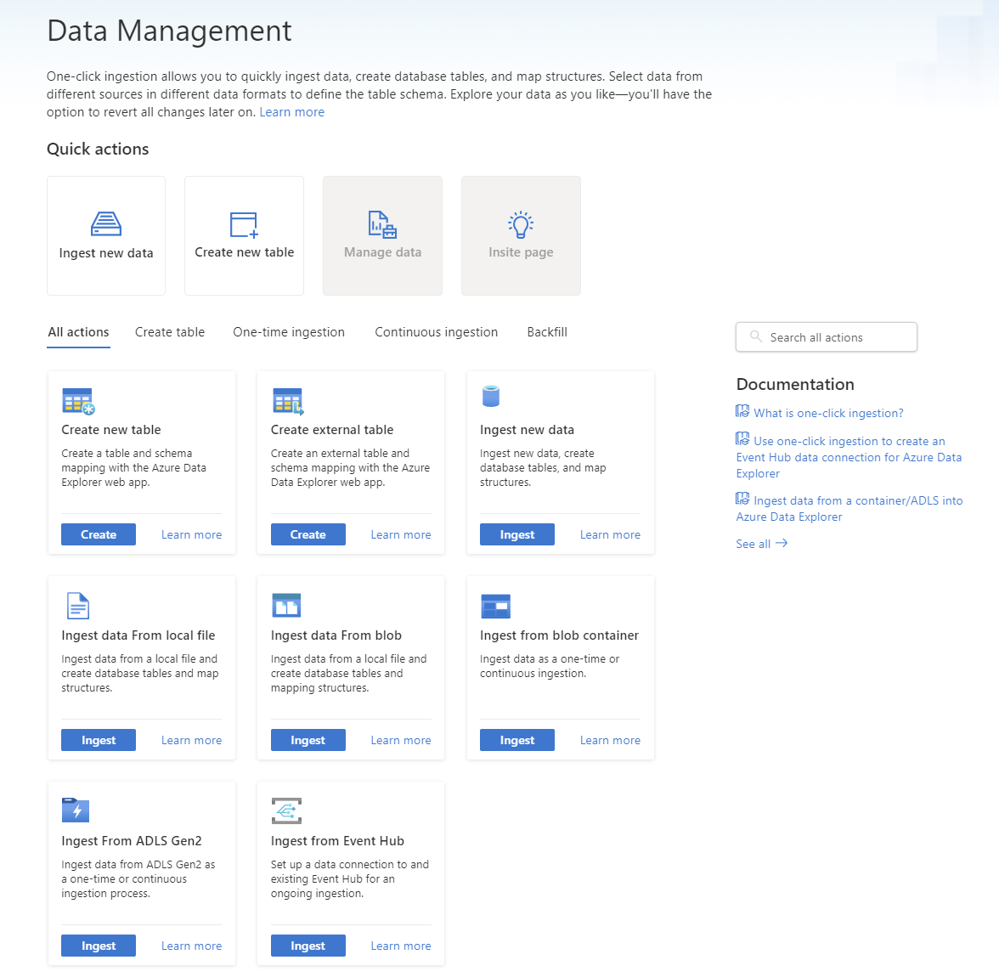 Data Management
One-click ingestion allows you to quickly ingest data, create database tables, and map structures. Select data from
different sources in different data formats to define the table schema. Explore your data as you like—you'll have the
option to revert all changes later on. Learn more
Quick actions
Ingest new data
Create new table
Manage data
Insite page
All actions
Create table
One-time ingestion
Continuous ingestion
Backfill
Search all actions
Create new table
Create a table and schema
mapping with the Azure Data
Explorer web app.
Create
Learn more
Create external table
Create an external table and
schema mapping with the Azure
Data Explorer web app.
Create
Learn more
Ingest new data
Ingest new data, create
database tables, and map
structures.
Ingest
Learn more
Ingest data From local file
Ingest data from a local file and
create database tables and map
structures.
Ingest
Learn more
Ingest data From blob
Ingest data from a local file and
create database tables and
mapping structures.
Ingest
Learn more
Ingest from blob container
Ingest data as a one-time or
continuous ingestion.
Ingest
Learn more
Ingest From ADLS Gen2
Ingest data from ADLS Gen2 as
a one-time or continuous
ingestion process.
Ingest
Learn more
Ingest from Event Hub
Set up a data connection to and
existing Event Hub for an
ongoing ingestion.
Ingest
Learn more
Documentation
What is one-click ingestion?
Use one-click ingestion to create an
Event Hub data connection for Azure Data
Explorer
Ingest data from a container/ADLS into
Azure Data Explorer
See all